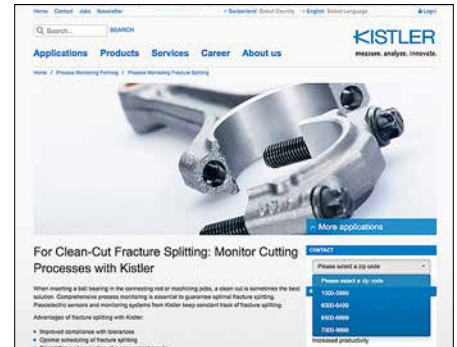 Home Contact Jobs Newsletter
Switzerland Select Country English Select Language Login
Search... SEARCH
KISTLER
measure. analyze. innovate.
Applications Products Services Career About us
Home / Process Monitoring Forming / Process Monitoring Fracture Splitting
More applications
For Clean-Cut Fracture Splitting: Monitor Cutting
Processes with Kistler
When inserting a ball bearing in the connecting rod or machining jobs, a clean cut is sometimes the best
solution. Comprehensive process monitoring is essential to guarantee optimal fracture splitting.
Piezoelectric sensors and monitoring systems from Kistler keep constant track of fracture splitting.
Advantages of fracture splitting with Kistler:
Improved compliance with tolerances
Optimal scheduling of fracture splitting
CONTACT
Please select a zip code
Please select a zip code
1000-5999
6000-6499
6500-6999
7000-9999
Increased productivity